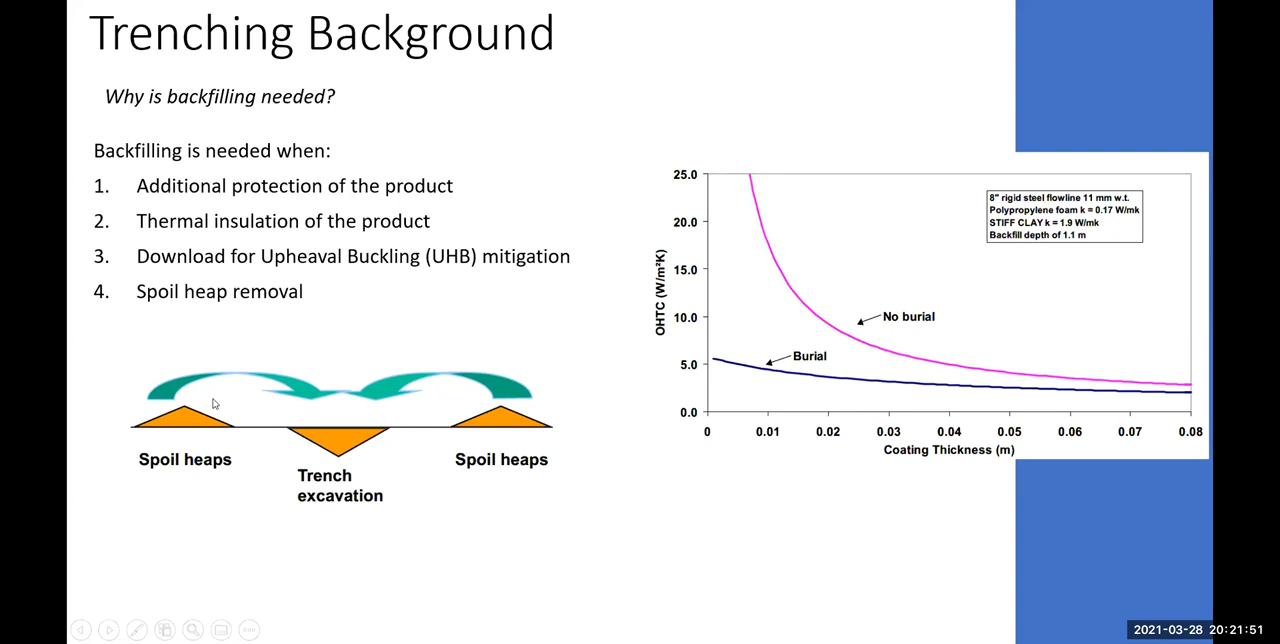 Trenching Background
Why is backfilling needed?
Backfilling is needed when:
1. Additional protection of the product
2. Thermal insulation of the product
3. Download for Upheaval Buckling (UHB) mitigation
4. Spoil heap removal
Spoil heaps
Trench
excavation
Spoil heaps
25.0
20.0
15.0
10.0
5.0
0.0
OHTC (W/m²K)
8" rigid steel flowline 11 mm w.t.
Polypropylene foam k = 0.17 W/mk
STIFF CLAY k = 1.9 W/mk
Backfill depth of 1.1 m
No burial
Burial
0 0.01 0.02 0.03 0.04 0.05 0.06 0.07 0.08
Coating Thickness (m)
2021-03-28 20:21:51